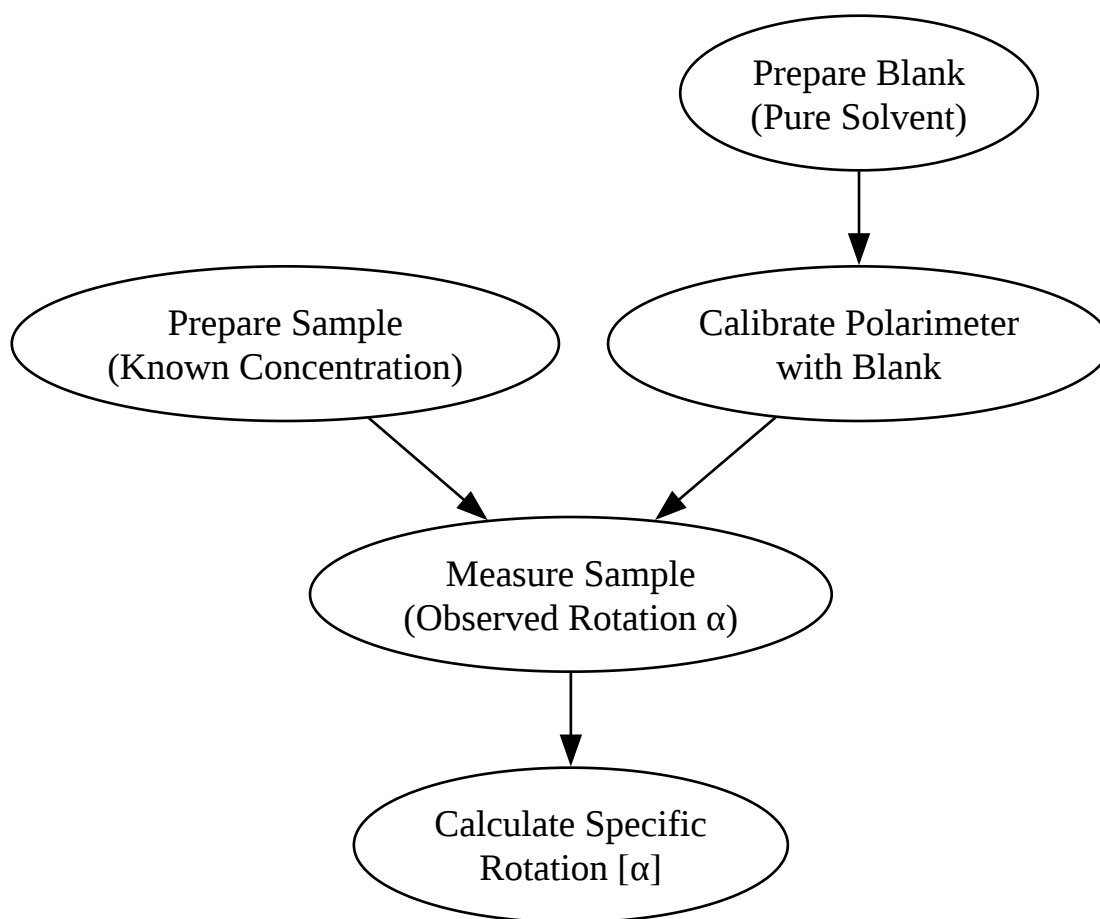 Prepare Blank
(Pure Solvent)
Prepare Sample
(Known Concentration)
Calibrate Polarimeter
with Blank
Measure Sample
(Observed Rotation α)
Calculate Specific
Rotation [α]